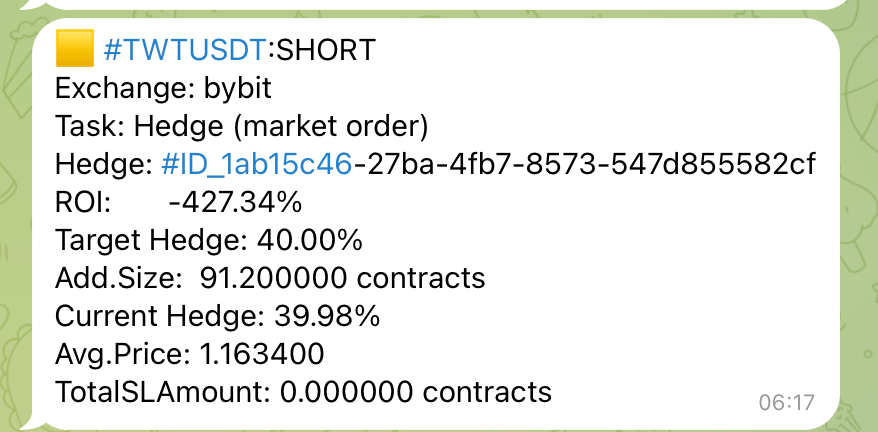 #TWTUSDT:SHORT
Exchange: bybit
Task: Hedge (market order)
Hedge: #ID_1ab15c46-27ba-4fb7-8573-547d855582cf
ROI: -427.34%
Target Hedge: 40.00%
Add.Size: 91.200000 contracts
Current Hedge: 39.98%
Avg.Price: 1.163400
TotalSLAmount: 0.000000 contracts
06:17